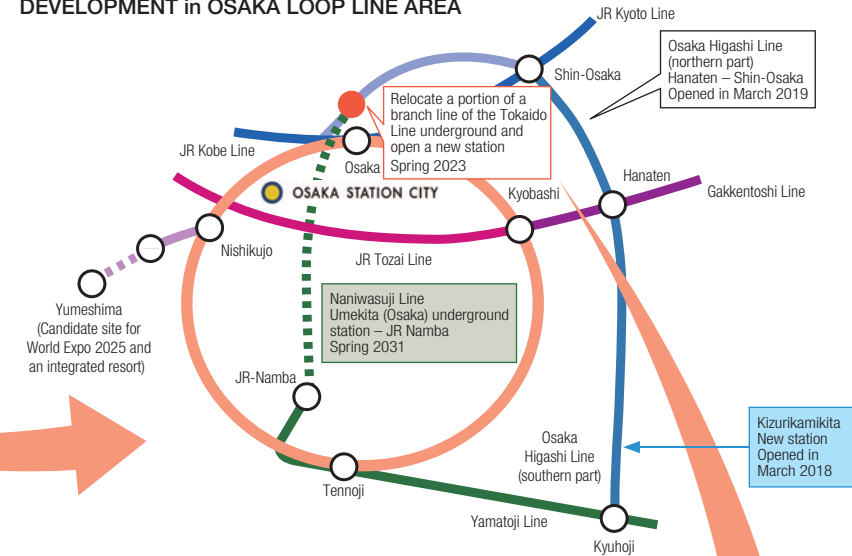 DEVELOPMENT in OSAKA LOOP LINE AREA
JR Kyoto Line
Shin-Osaka
Osaka Higashi Line
(northern part)
Hanaten – Shin-Osaka
Opened in March 2019
Relocate a portion of a
branch line of the Tokaido
Line underground and
open a new station
Spring 2023
JR Kobe Line
Osaka
OSAKA STATION CITY
Kyobashi
Hanaten
Gakkentoshi Line
Nishikujo
JR Tozai Line
Yumeshima
(Candidate site for
World Expo 2025 and
an integrated resort)
Naniwasuji Line
Umekita (Osaka) underground
station – JR Namba
Spring 2031
JR-Namba
Osaka
Higashi Line
(southern part)
Kizurikamikita
New station
Opened in
March 2018
Tennoji
Yamatoji Line
Kyuhoji